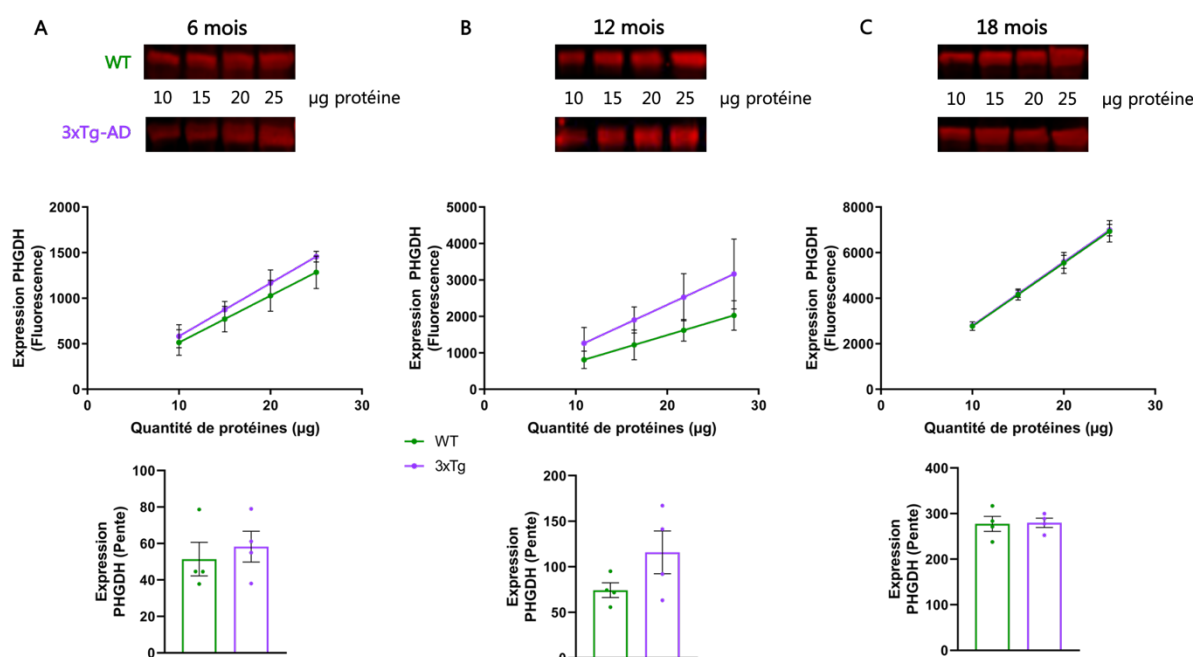 A 6 mois B 12 mois C 18 mois
WT
10 15 20 25 µg protéine 10 15 20 25 µg protéine 10 15 20 25 µg protéine
3xTg-AD
Expression PHGDH
(Fluorescence)
2000
1500
1000
500
0
0 10 20 30
Quantité de protéines (µg)
Expression PHGDH
(Fluorescence)
5000
4000
3000
2000
1000
0
0 10 20 30
Quantité de protéines (µg)
Expression PHGDH
(Fluorescence)
8000
6000
4000
2000
0
0 10 20 30
Quantité de protéines (µg)
WT
3xTg
Expression
PHGDH (Pente)
100
80
60
40
20
0
Expression
PHGDH (Pente)
200
150
100
50
0
Expression
PHGDH (Pente)
400
300
200
100
0